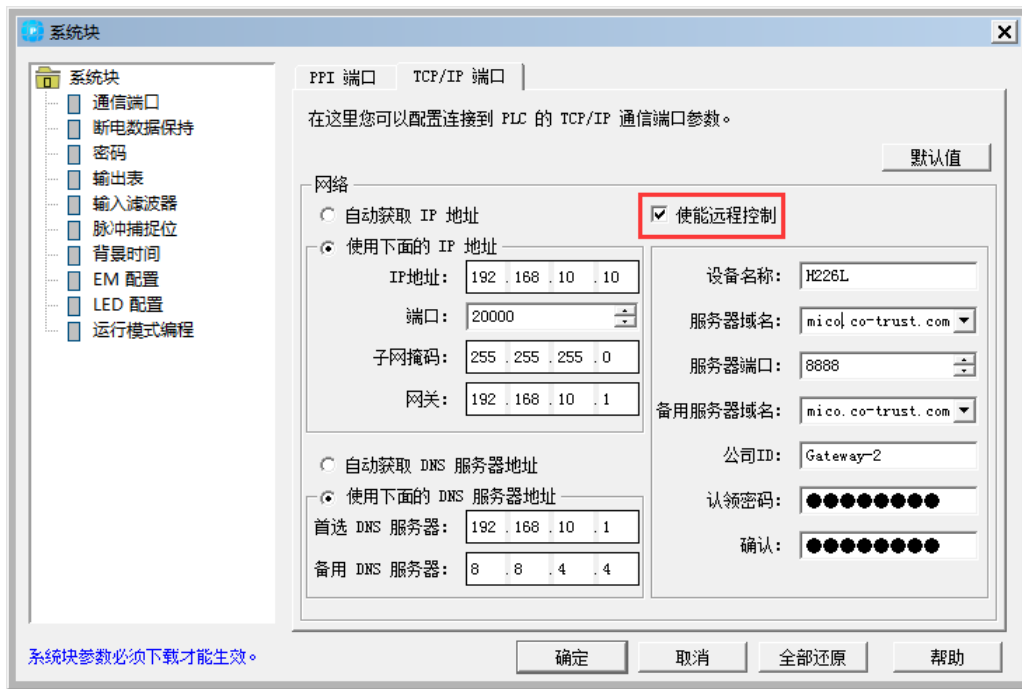 系统块
系统块
通信端口
断电数据保持
密码
输出表
输入滤波器
脉冲捕捉位
背景时间
EM 配置
LED 配置
运行模式编程
PPI 端口 TCP/IP 端口
在这里您可以配置连接到 PLC 的 TCP/IP 通信端口参数。
默认值
网络
自动获取 IP 地址
使用下面的 IP 地址
IP地址: 192 . 168 . 10 . 10
端口: 20000
子网掩码: 255 . 255 . 255 . 0
网关: 192 . 168 . 10 . 1
自动获取 DNS 服务器地址
使用下面的 DNS 服务器地址
首选 DNS 服务器: 192 . 168 . 10 . 1
备用 DNS 服务器: 8 . 8 . 4 . 4
使能远程控制
设备名称: H226L
服务器域名: mico.co-trust.com
服务器端口: 8888
备用服务器域名: mico.co-trust.com
公司ID: Gateway-2
认领密码: ●●●●●●●●
确认: ●●●●●●●●
系统块参数必须下载才能生效。
确定 取消 全部还原 帮助